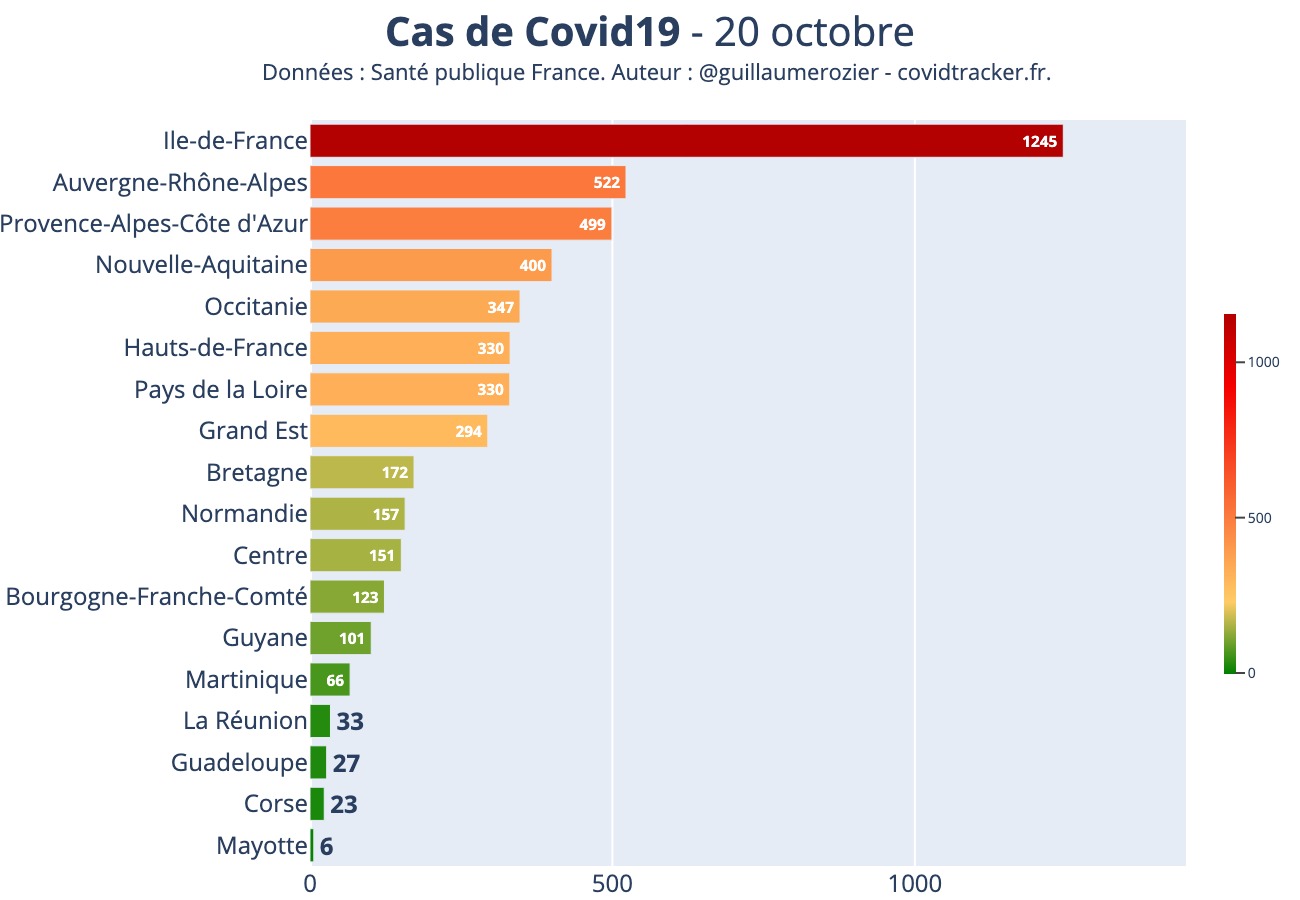 Cas de Covid19 - 20 octobre
Données : Santé publique France. Auteur : @guillaumerozier - covidtracker.fr.
Ile-de-France 1245
Auvergne-Rhône-Alpes 522
Provence-Alpes-Côte d'Azur 499
Nouvelle-Aquitaine 400
Occitanie 347
Hauts-de-France 330
Pays de la Loire 330
Grand Est 294
Bretagne 172
Normandie 157
Centre 151
Bourgogne-Franche-Comté 123
Guyane 101
Martinique 66
La Réunion 33
Guadeloupe 27
Corse 23
Mayotte 6
0 500 1000
1000
500
0